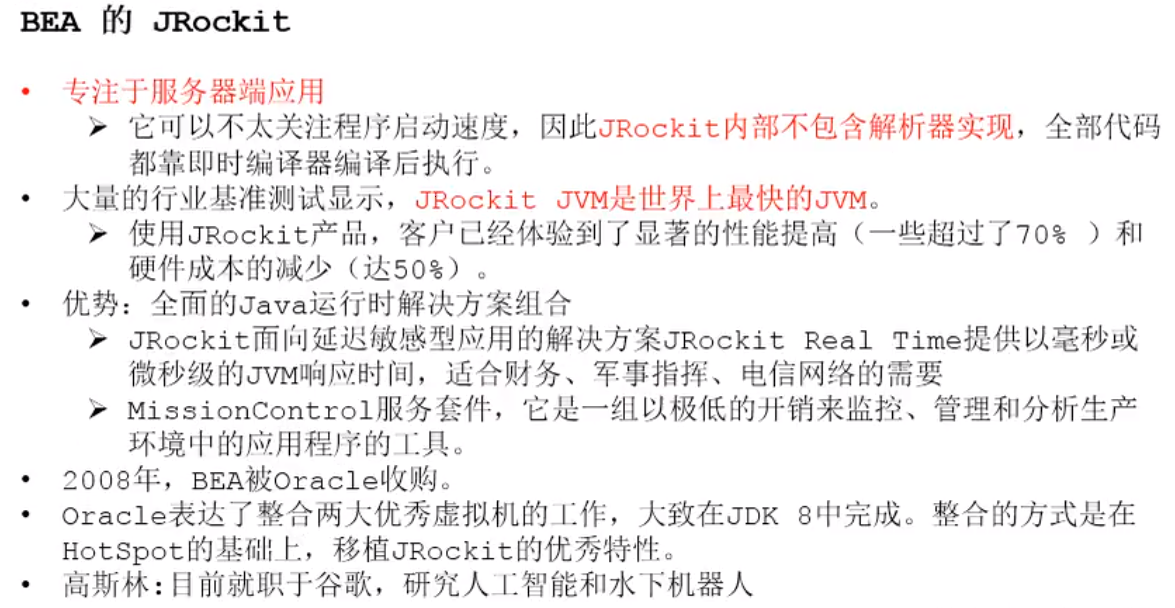 BEA 的 JRockit
• 专注于服务器端应用
➢ 它可以不太关注程序启动速度，因此JRockit内部不包含解析器实现，全部代码
都靠即时编译器编译后执行。
• 大量的行业基准测试显示，JRockit JVM是世界上最快的JVM。
➢ 使用JRockit产品，客户已经体验到了显著的性能提高（一些超过了70% ）和
硬件成本的减少（达50%）。
• 优势：全面的Java运行时解决方案组合
➢ JRockit面向延迟敏感型应用的解决方案JRockit Real Time提供以毫秒或
微秒级的JVM响应时间，适合财务、军事指挥、电信网络的需要
➢ MissionControl服务套件，它是一组以极低的开销来监控、管理和分析生产
环境中的应用程序的工具。
• 2008年，BEA被Oracle收购。
• Oracle表达了整合两大优秀虚拟机的工作，大致在JDK 8中完成。整合的方式是在
HotSpot的基础上，移植JRockit的优秀特性。
• 高斯林:目前就职于谷歌，研究人工智能和水下机器人